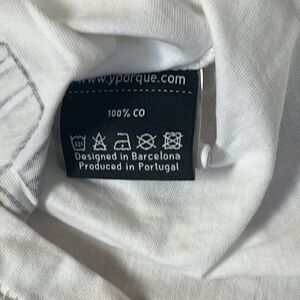 www.yporque.com
100% CO
Designed in Barcelona
Produced in Portugal